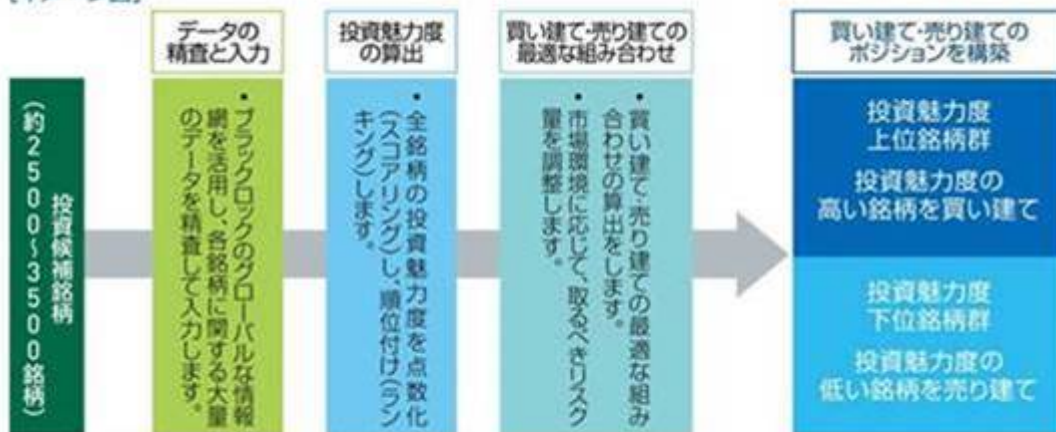 データの
精査と入力
投資魅力度
の算出
買い建て・売り建ての
最適な組み合わせ
買い建て・売り建ての
ポジションを構築
投資候補銘柄
(約2500~3500銘柄)
・ブラックロックのグローバルな情報
網を活用し、各銘柄に関する大量
のデータを精査して入力します。
・全銘柄の投資魅力度を点数化
(スコアリング)し、順位付け(ラン
キング)します。
・買い建て・売り建ての最適な組み
合わせの算出をします。
・市場環境に応じて、取るべきリスク
量を調整します。
投資魅力度
上位銘柄群
投資魅力度の
高い銘柄を買い建て
投資魅力度
下位銘柄群
投資魅力度の
低い銘柄を売り建て